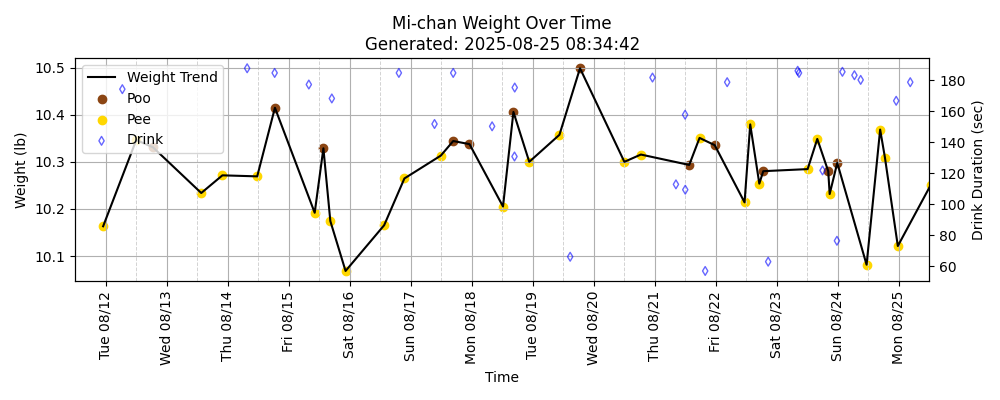 Mi-chan Weight Over Time
Generated: 2025-08-25 08:34:42
Weight Trend
Poo
Pee
Drink
Weight (lb)
10.5
10.4
10.3
10.2
10.1
180
160
140
120
100
80
60
Drink Duration (sec)
Tue 08/12
Wed 08/13
Thu 08/14
Fri 08/15
Sat 08/16
Sun 08/17
Mon 08/18
Tue 08/19
Wed 08/20
Thu 08/21
Fri 08/22
Sat 08/23
Sun 08/24
Mon 08/25
Time